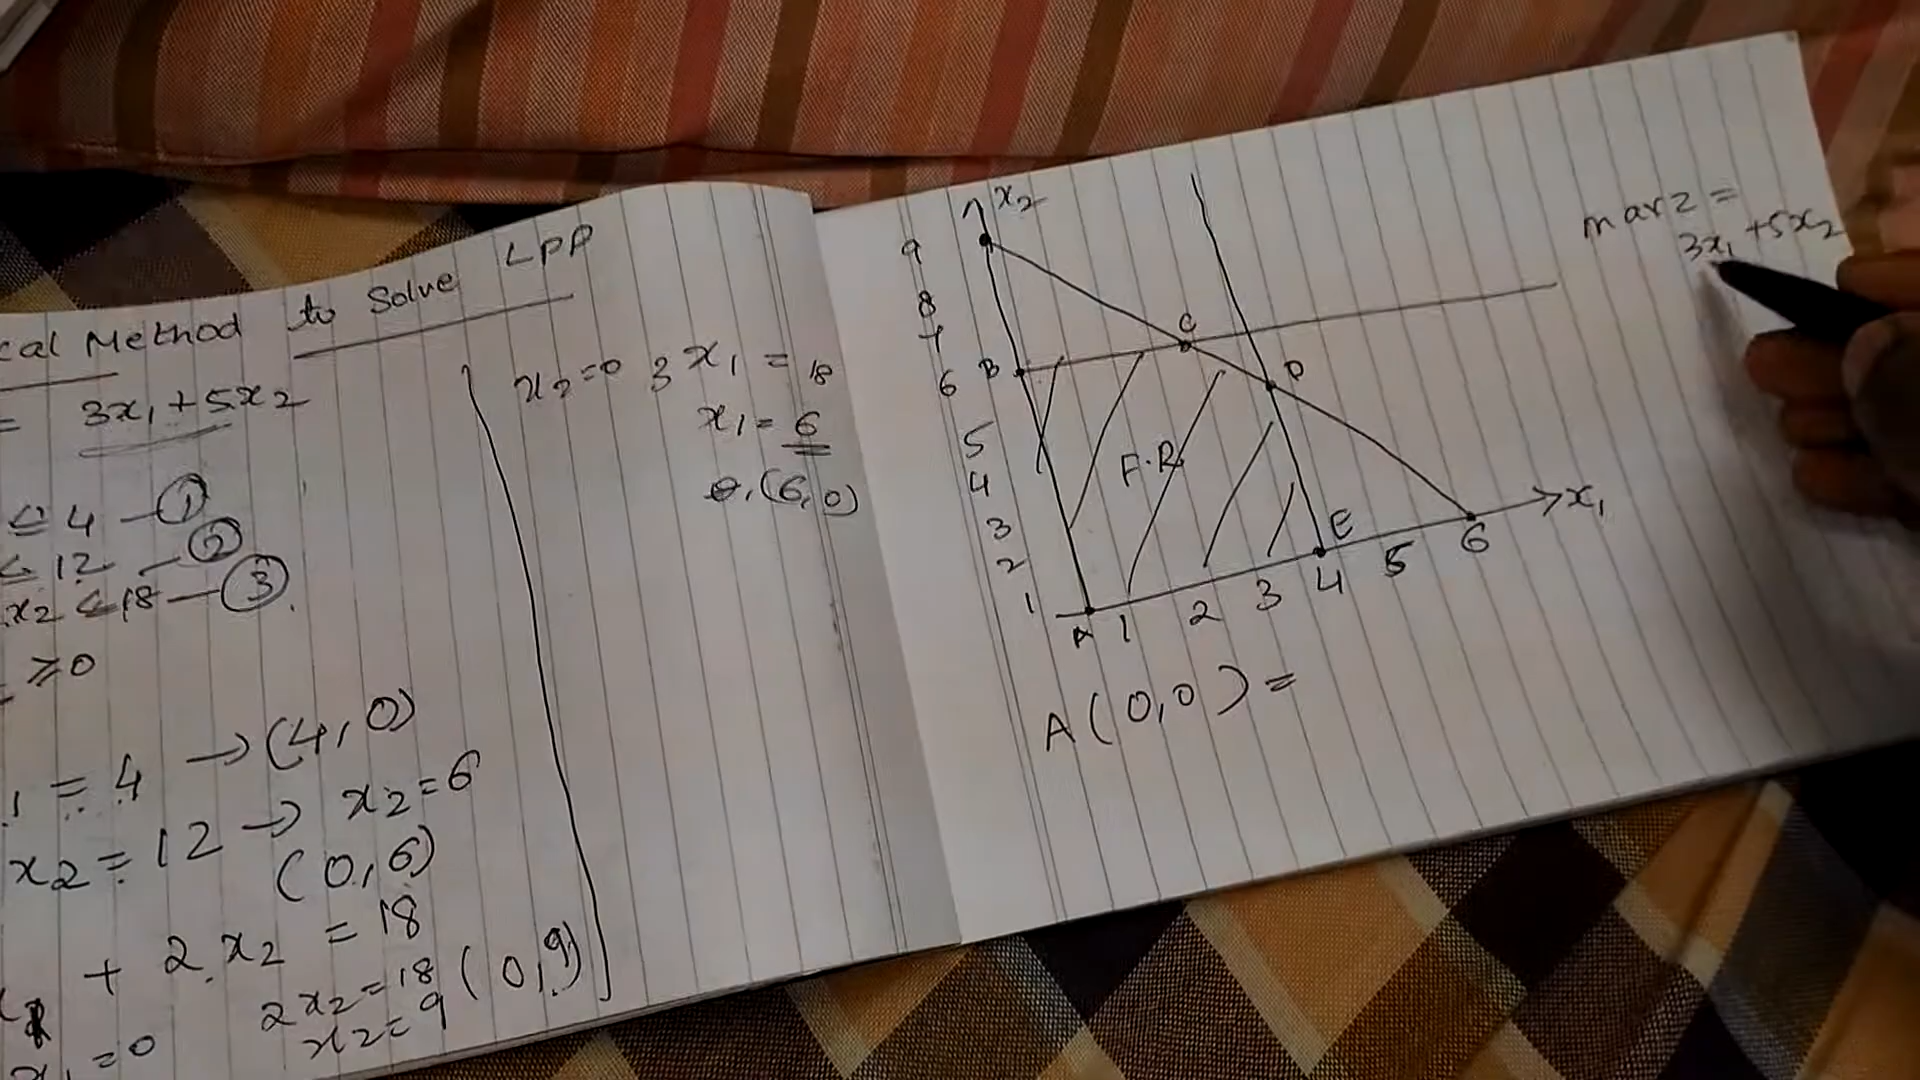 cal Method to Solve LPP
= 3x₁ + 5x₂
≤ 4 — ①
≤ 12 — ②
x₂ ≤ 18 — ③
≥ 0
₁ = 4 → (4, 0)
x₂ = 12 → x₂ = 6
(0, 6)
+ 2 x₂ = 18
2x₂ = 18 (0, 9)
x₂ = 9
= 0
x₂ = 0 3x₁ = 18
x₁ = 6
(6, 0)
x₂
9
8
7
6 B
5
4
3
2
1
C
D
F.R.
E
x₁
A 1 2 3 4 5 6
max z =
3x₁ + 5x₂
A (0, 0) =